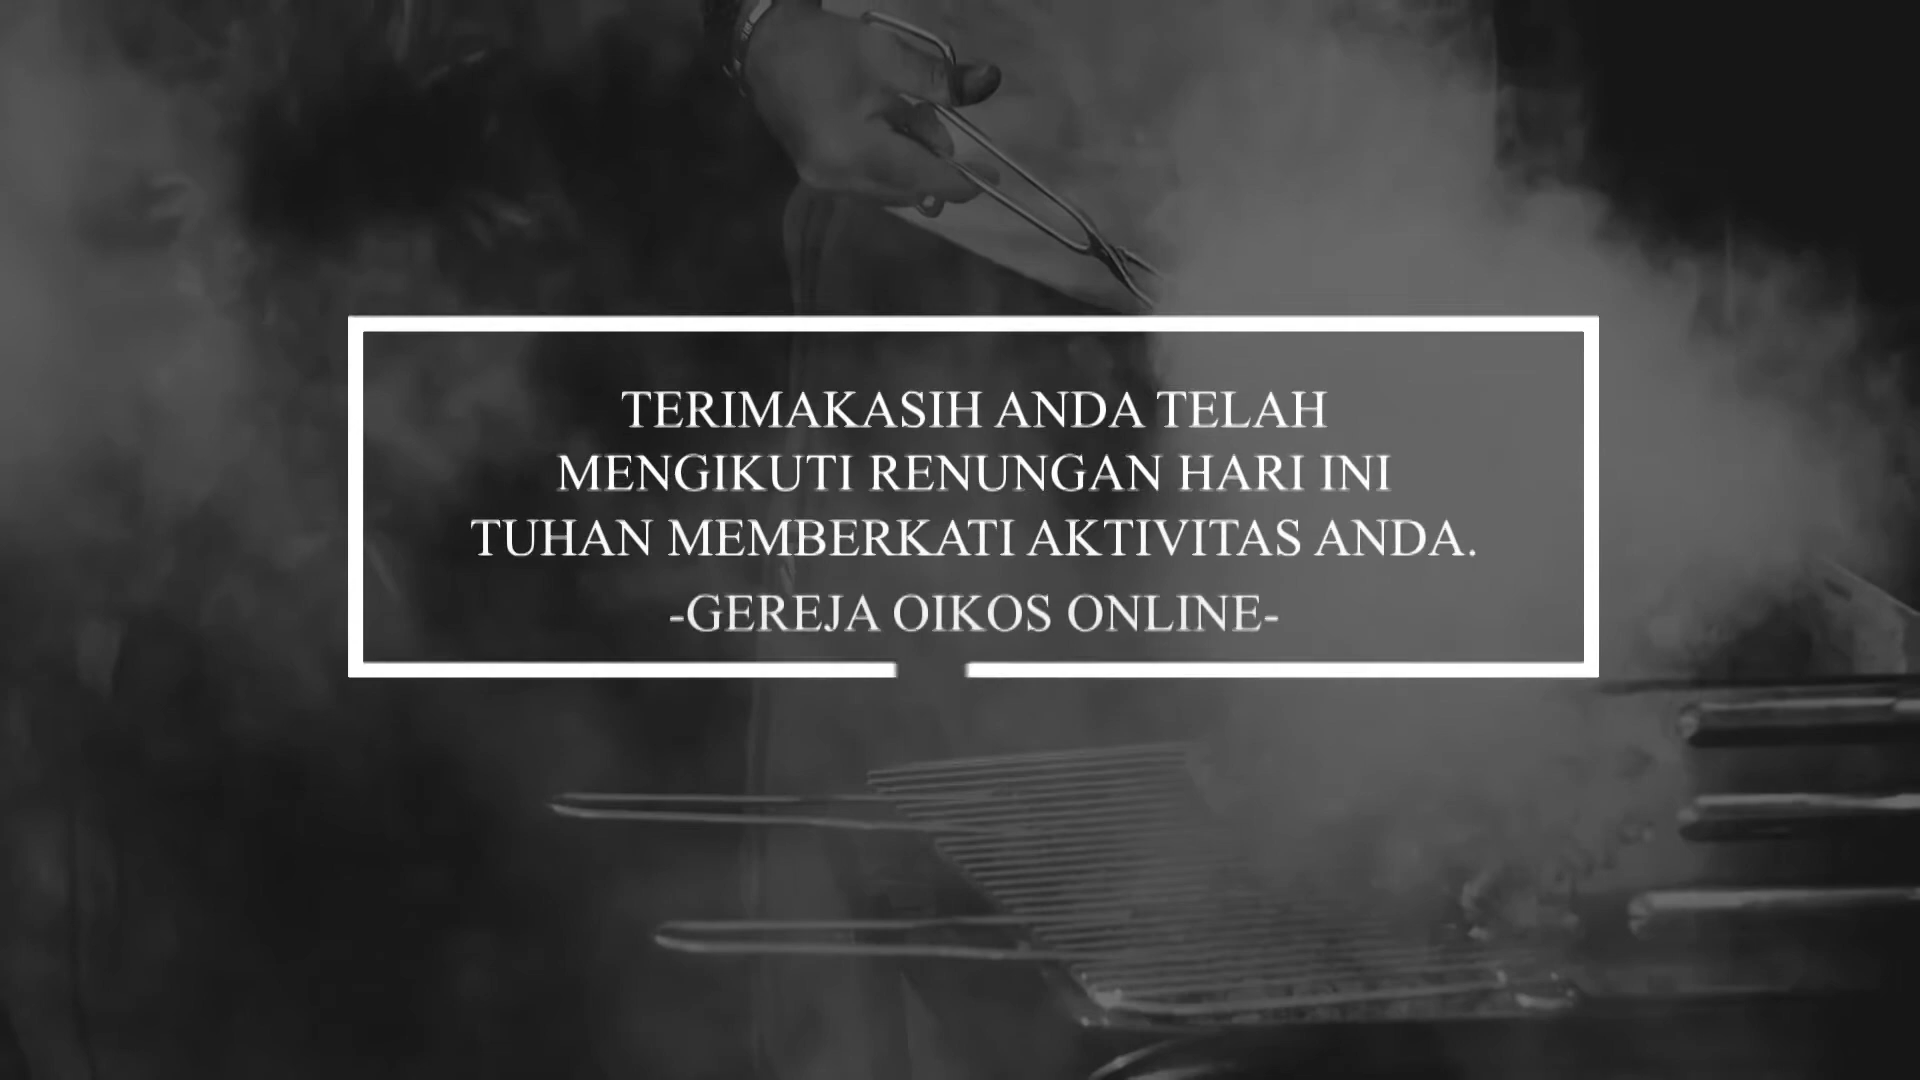 TERIMAKASIH ANDA TELAH
MENGIKUTI RENUNGAN HARI INI
TUHAN MEMBERKATI AKTIVITAS ANDA.
-GEREJA OIKOS ONLINE-